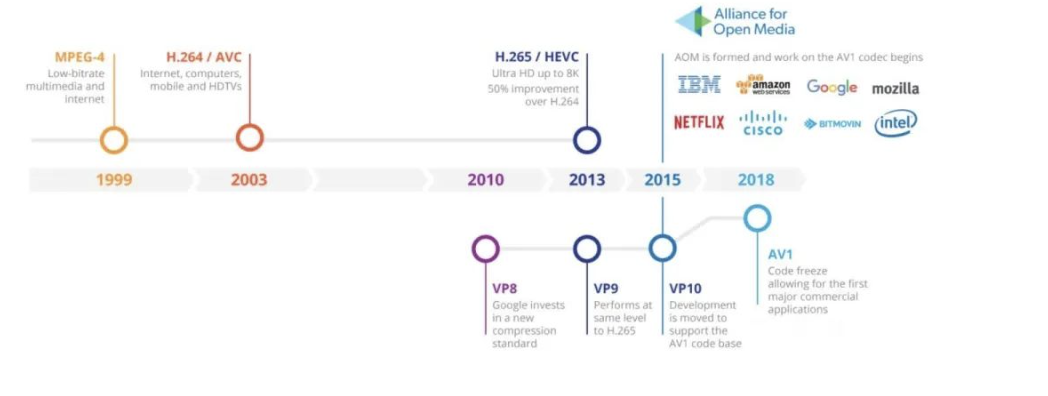 Alliance for
Open Media
AOM is formed and work on the AV1 codec begins
IBM
amazon
web services
Google
mozilla
NETFLIX
CISCO
BITMOVIN
intel
MPEG-4
Low-bitrate
multimedia and
internet
H.264 / AVC
Internet, computers,
mobile and HDTVs
H.265 / HEVC
Ultra HD up to 8K
50% improvement
over H.264
1999
2003
2010
2013
2015
2018
VP8
Google invests
in a new
compression
standard
VP9
Performs at
same level
to H.265
VP10
Development
is moved to
support the
AV1 code base
AV1
Code freeze
allowing for the first
major commercial
applications